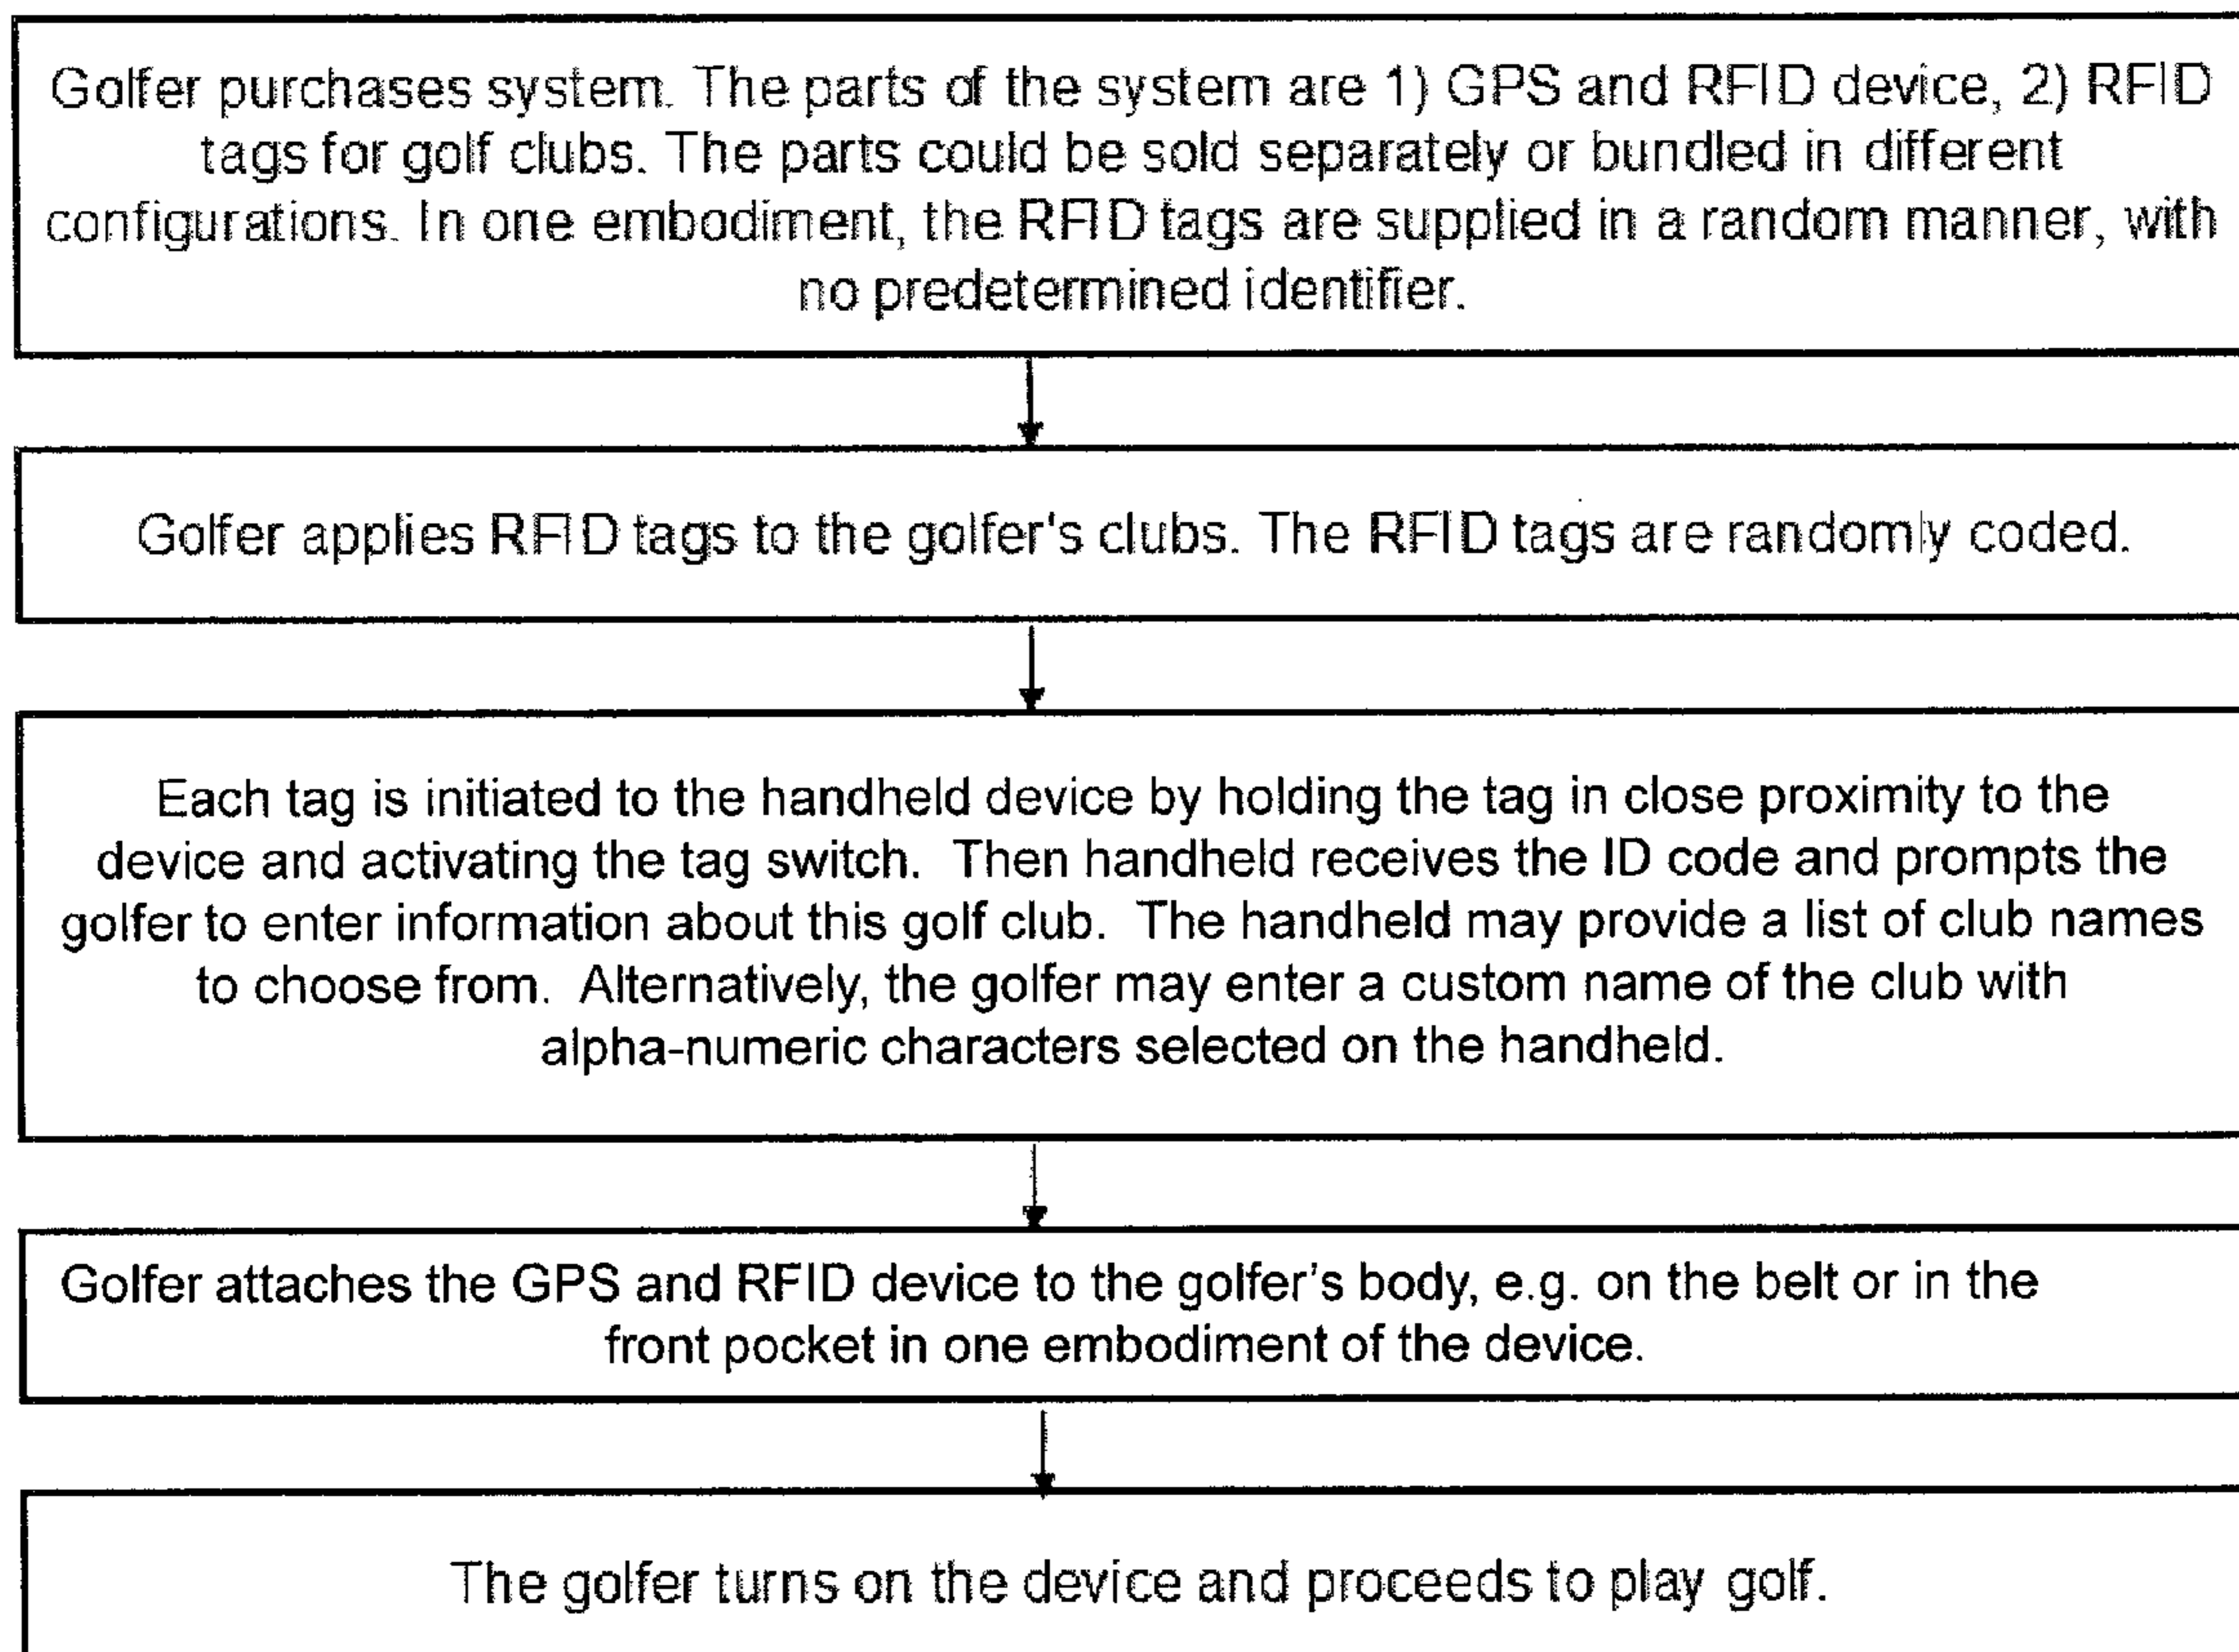 Golfer purchases system. The parts of the system are 1) GPS and RFID device, 2) RFID
tags for golf clubs. The parts could be sold separately or bundled in different
configurations. In one embodiment, the RFID tags are supplied in a random manner, with
no predetermined identifier.
Golfer applies RFID tags to the golfer's clubs. The RFID tags are randomly coded.
Each tag is initiated to the handheld device by holding the tag in close proximity to the
device and activating the tag switch. Then handheld receives the ID code and prompts the
golfer to enter information about this golf club. The handheld may provide a list of club names
to choose from. Alternatively, the golfer may enter a custom name of the club with
alpha-numeric characters selected on the handheld.
Golfer attaches the GPS and RFID device to the golfer’s body, e.g. on the belt or in the
front pocket in one embodiment of the device.
The golfer turns on the device and proceeds to play golf.